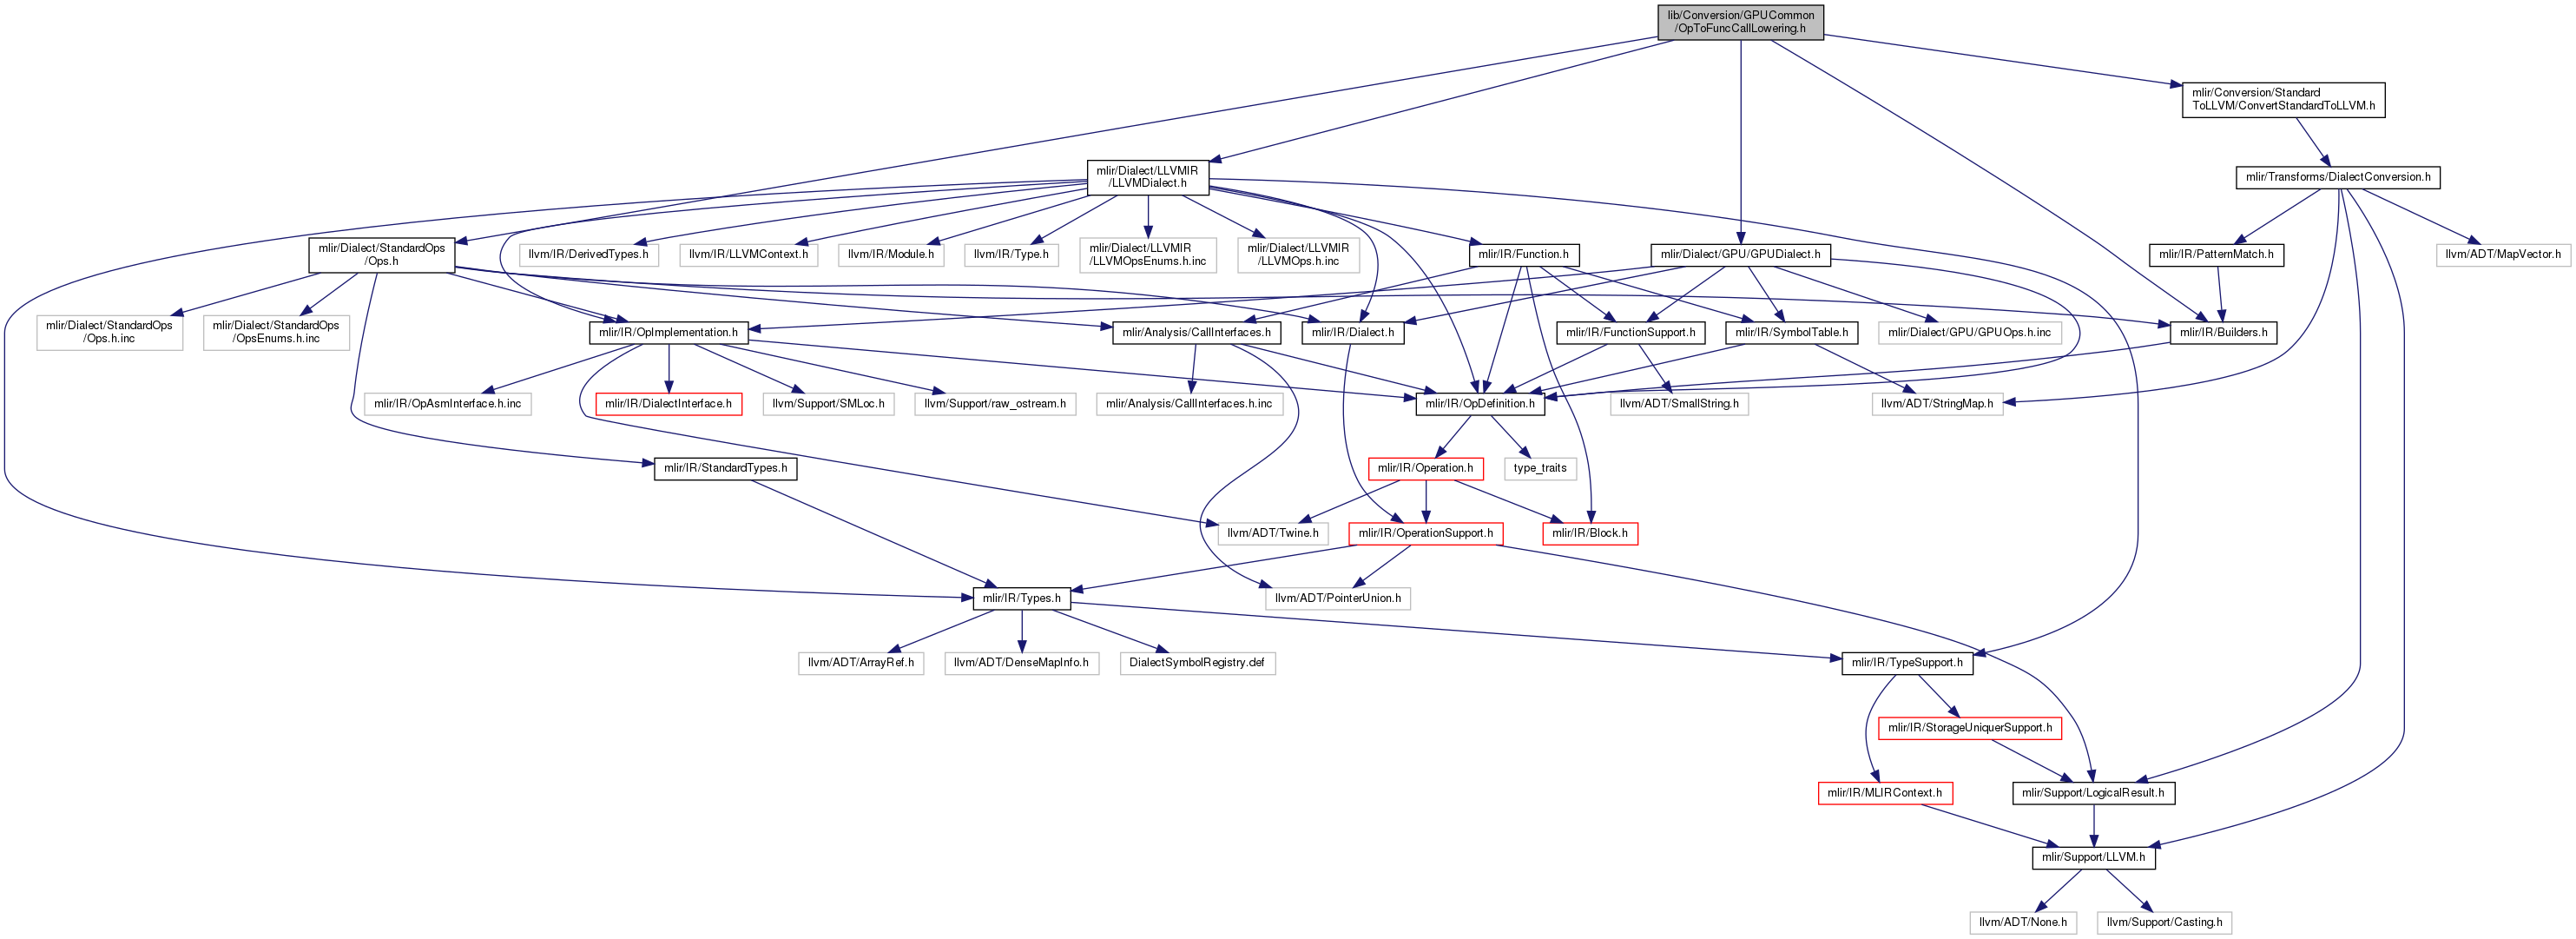 lib/Conversion/GPUCommon
/OpToFuncCallLowering.h
mlir/Conversion/Standard
ToLLVM/ConvertStandardToLLVM.h
mlir/Dialect/LLVMIR
/LLVMDialect.h
mlir/Transforms/DialectConversion.h
mlir/Dialect/StandardOps
/Ops.h
llvm/IR/DerivedTypes.h
llvm/IR/LLVMContext.h
llvm/IR/Module.h
llvm/IR/Type.h
mlir/Dialect/LLVMIR
/LLVMOpsEnums.h.inc
mlir/Dialect/LLVMIR
/LLVMOps.h.inc
mlir/IR/Function.h
mlir/Dialect/GPU/GPUDialect.h
mlir/IR/PatternMatch.h
llvm/ADT/MapVector.h
mlir/Dialect/StandardOps
/Ops.h.inc
mlir/Dialect/StandardOps
/OpsEnums.h.inc
mlir/IR/OpImplementation.h
mlir/Analysis/CallInterfaces.h
mlir/IR/Dialect.h
mlir/IR/FunctionSupport.h
mlir/IR/SymbolTable.h
mlir/Dialect/GPU/GPUOps.h.inc
mlir/IR/Builders.h
mlir/IR/OpAsmInterface.h.inc
mlir/IR/DialectInterface.h
llvm/Support/SMLoc.h
llvm/Support/raw_ostream.h
mlir/Analysis/CallInterfaces.h.inc
mlir/IR/OpDefinition.h
llvm/ADT/SmallString.h
llvm/ADT/StringMap.h
mlir/IR/StandardTypes.h
mlir/IR/Operation.h
type_traits
llvm/ADT/Twine.h
mlir/IR/OperationSupport.h
mlir/IR/Block.h
mlir/IR/Types.h
llvm/ADT/PointerUnion.h
llvm/ADT/ArrayRef.h
llvm/ADT/DenseMapInfo.h
DialectSymbolRegistry.def
mlir/IR/TypeSupport.h
mlir/IR/StorageUniquerSupport.h
mlir/IR/MLIRContext.h
mlir/Support/LogicalResult.h
mlir/Support/LLVM.h
llvm/ADT/None.h
llvm/Support/Casting.h